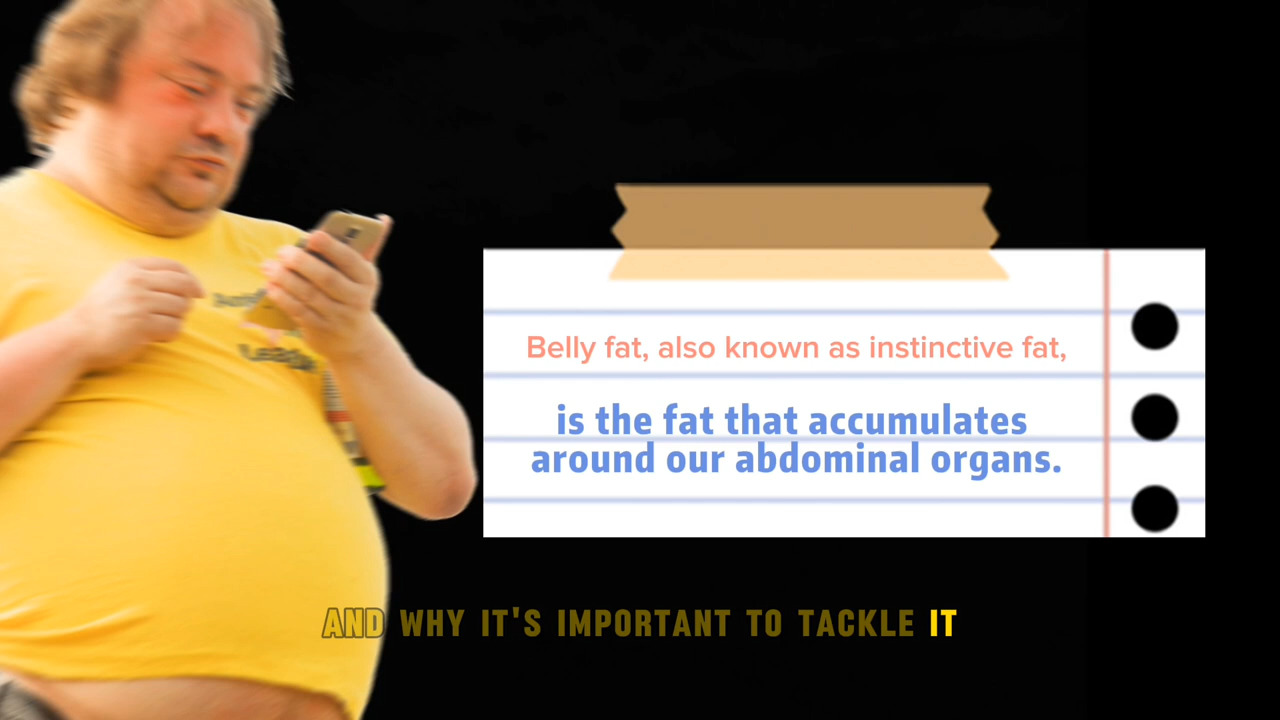 Belly fat, also known as instinctive fat,
is the fat that accumulates
around our abdominal organs.
AND WHY IT'S IMPORTANT TO TACKLE IT